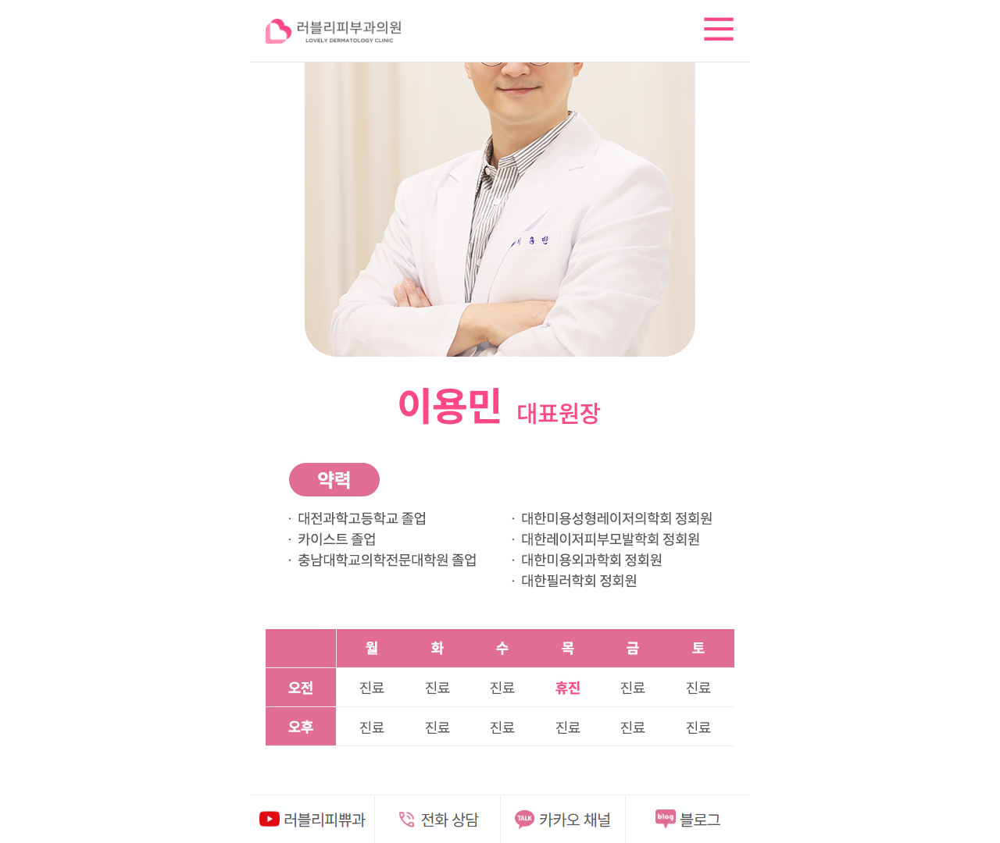 러블리피부과의원
LOVELY DERMATOLOGY CLINIC
이용민
이용민 대표원장
약력
· 대전과학고등학교 졸업
· 카이스트 졸업
· 충남대학교의학전문대학원 졸업
· 대한미용성형레이저의학회 정회원
· 대한레이저피부모발학회 정회원
· 대한미용외과학회 정회원
· 대한필러학회 정회원
월 화 수 목 금 토
오전 진료 진료 진료 휴진 진료 진료
오후 진료 진료 진료 진료 진료 진료
러블리피쀼과
전화 상담
TALK 카카오 채널
blog 블로그